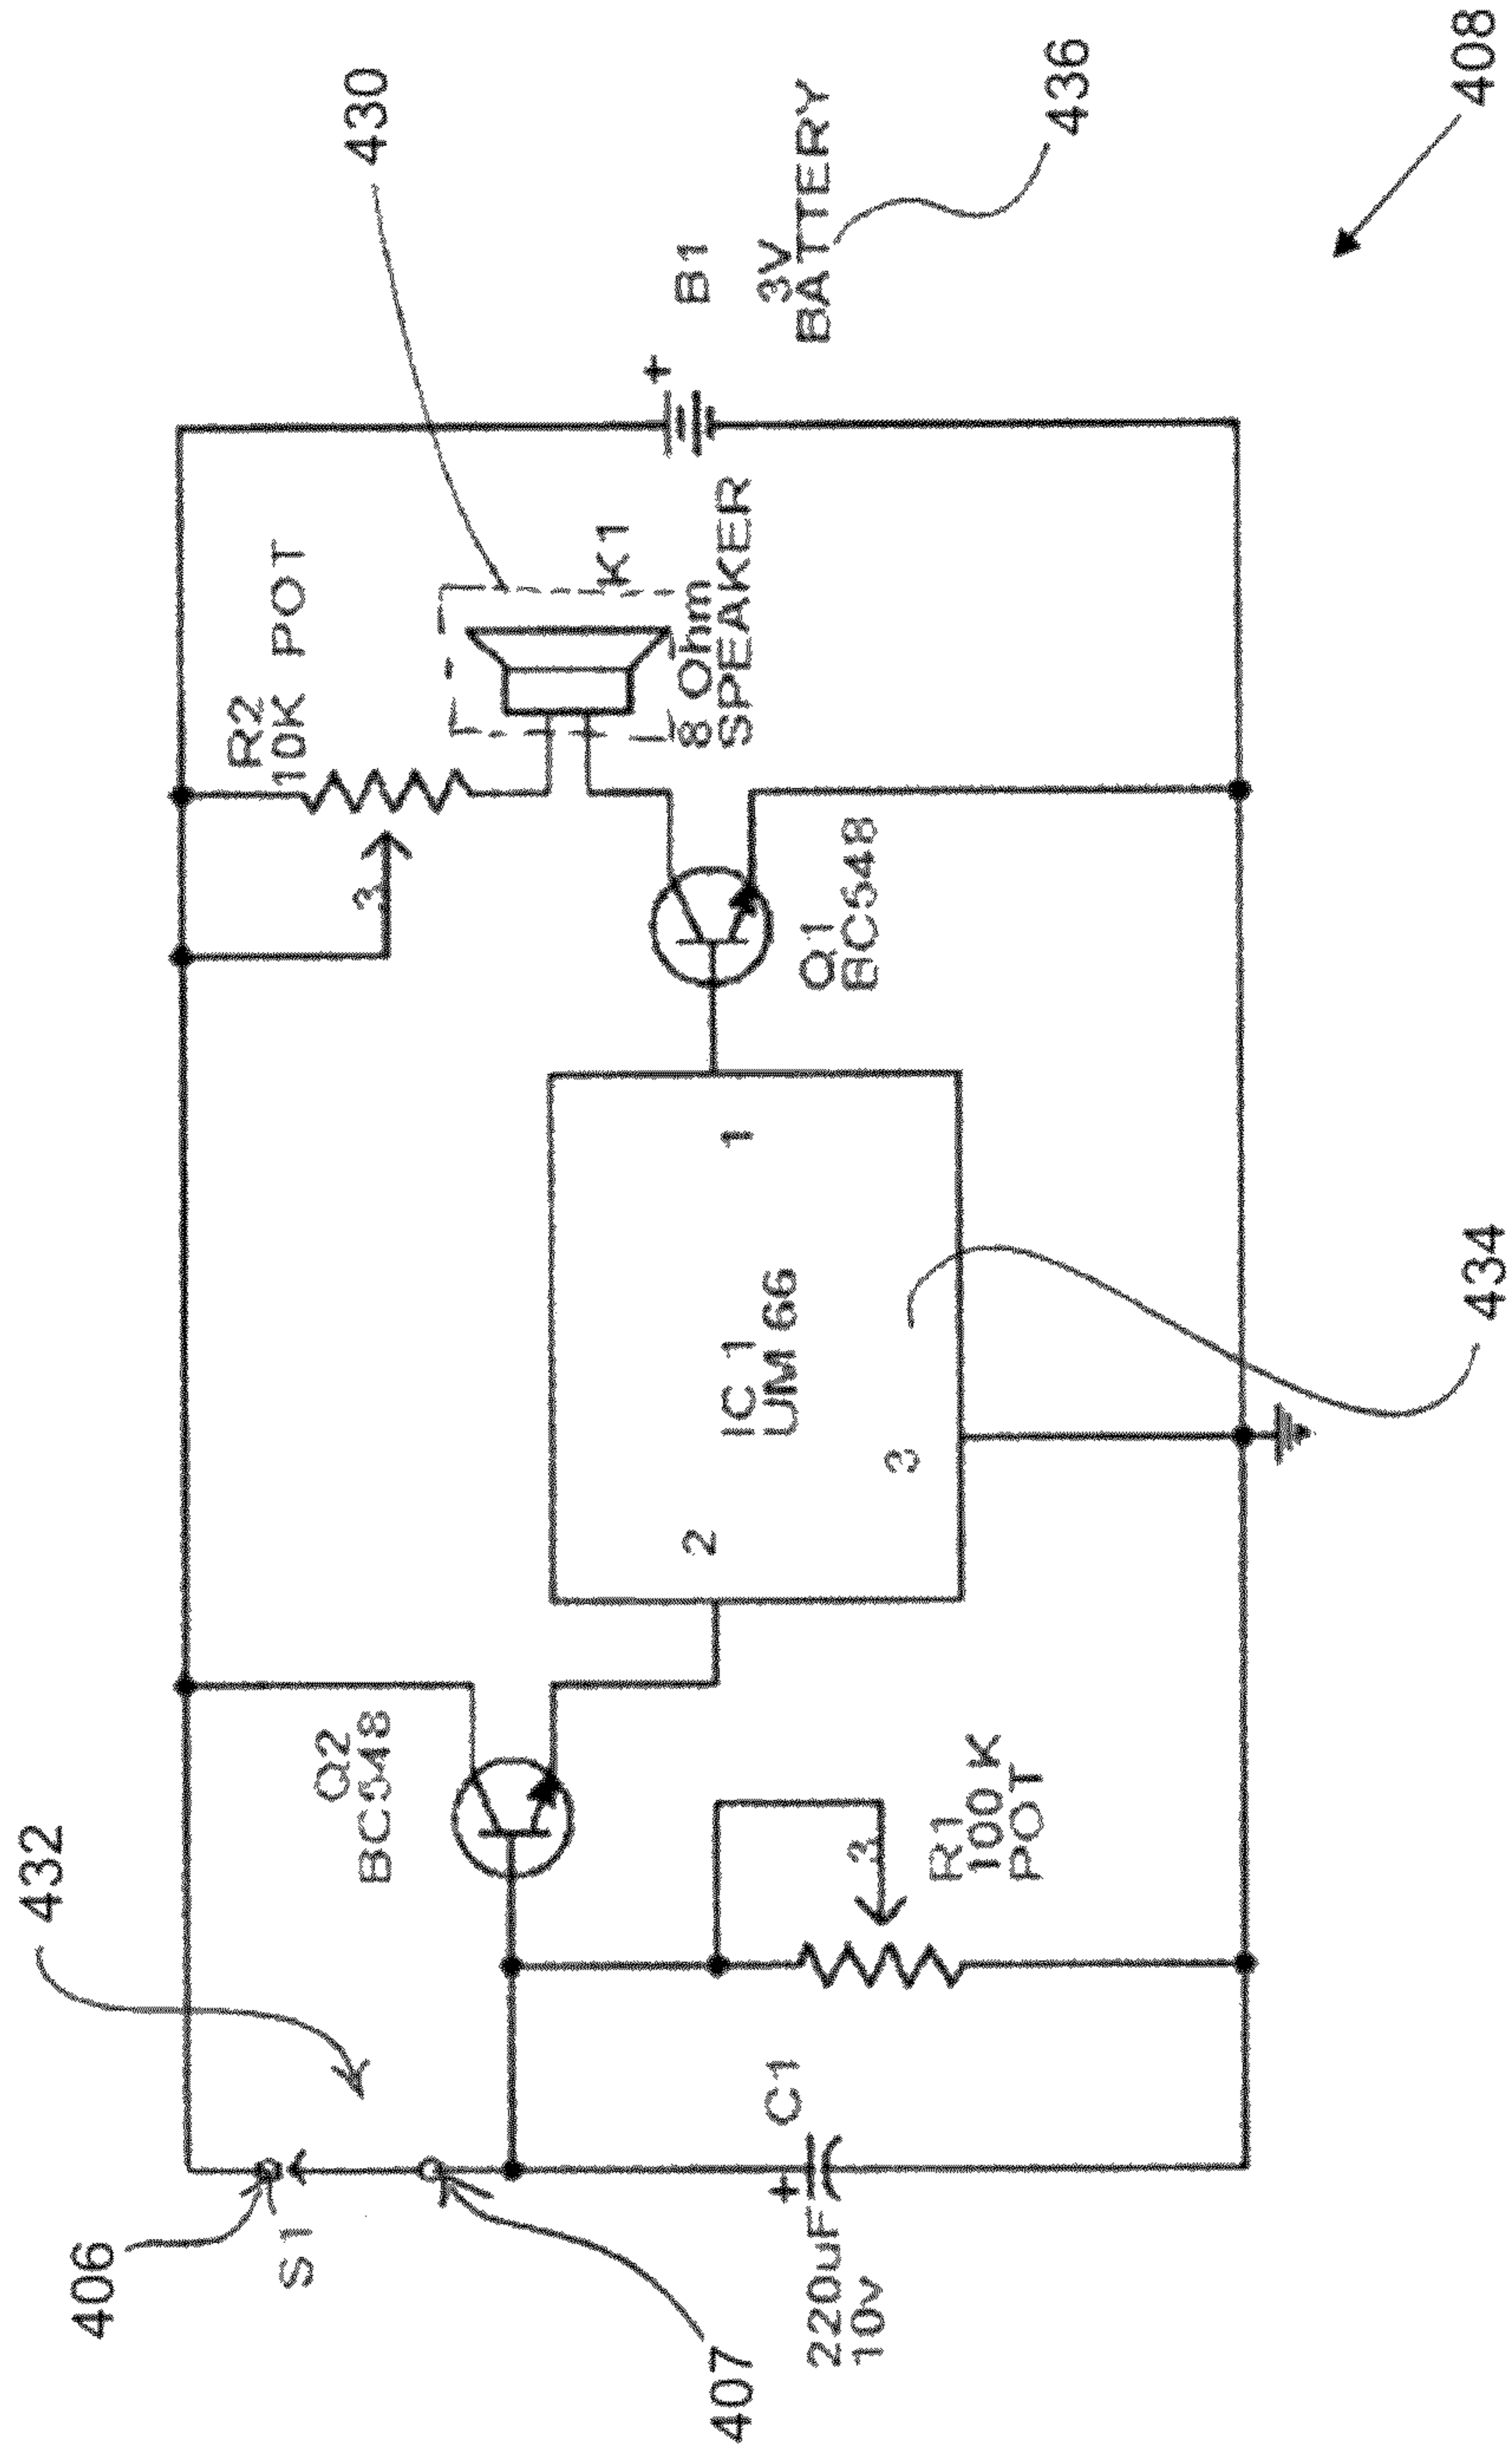 432
406
S1
407
Q2
BC548
C1
220uF
10v
3
R1
100 K
POT
IC 1
UM 66
2
3
1
434
R2
10K POT
3
Q1
BC548
430
K1
8 Ohm
SPEAKER
+
+
B1
3V
BATTERY
436
408